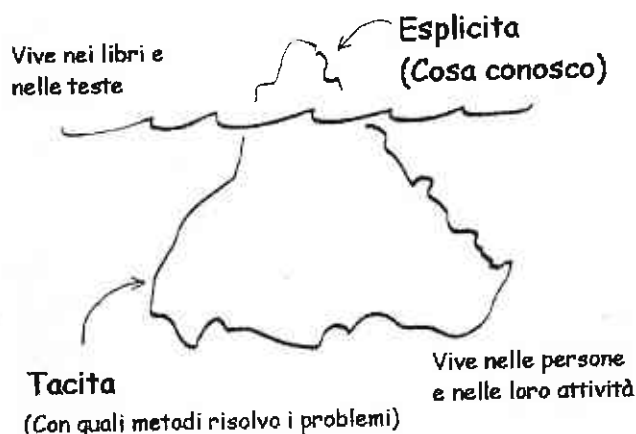 Vive nei libri e
nelle teste
Esplicita
(Cosa conosco)
Tacita
(Con quali metodi risolvo i problemi)
Vive nelle persone
e nelle loro attività